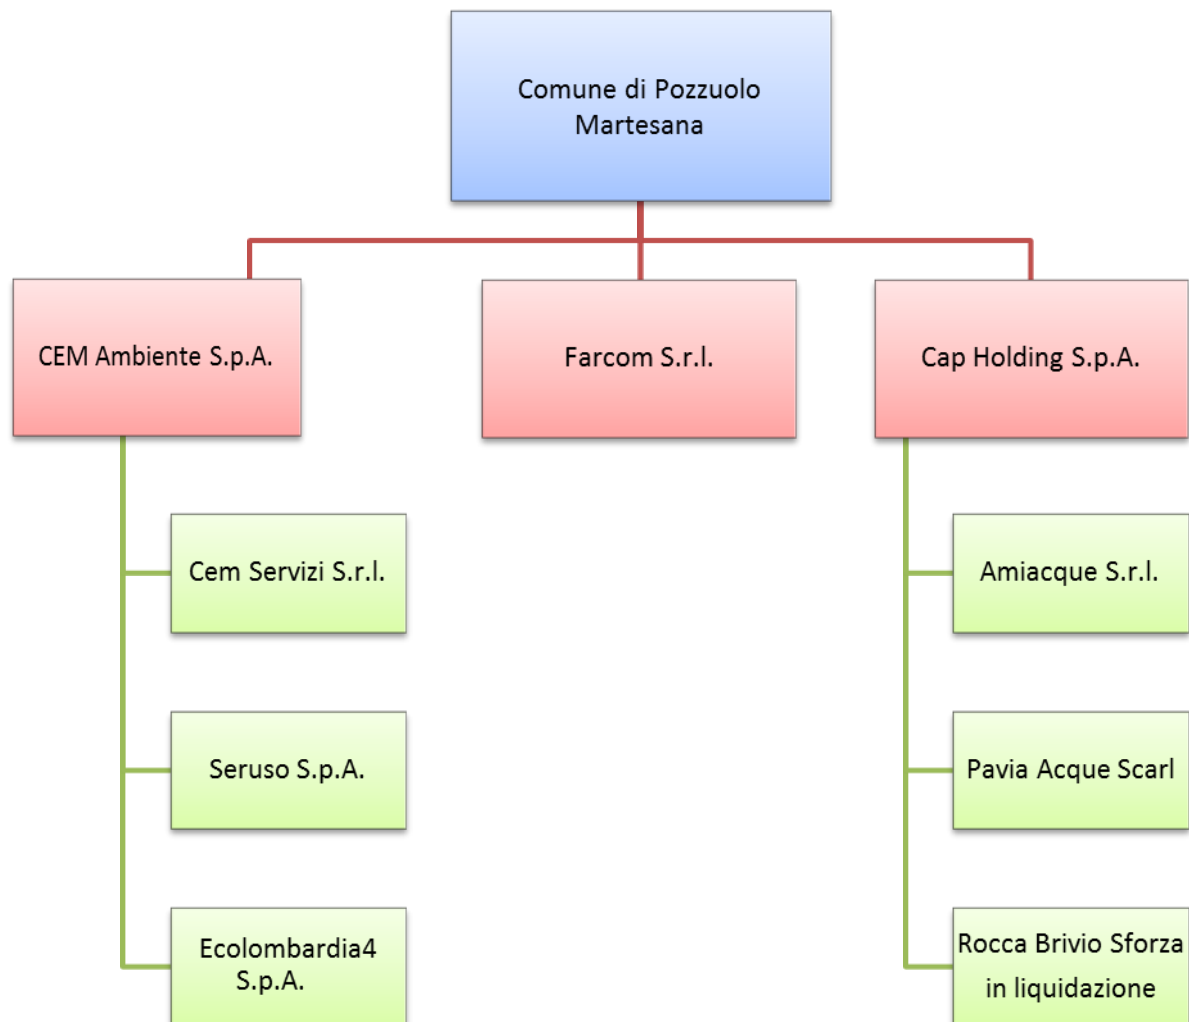 Comune di Pozzuolo
Martesana
CEM Ambiente S.p.A.
Farcom S.r.l.
Cap Holding S.p.A.
Cem Servizi S.r.l.
Amiacque S.r.l.
Seruso S.p.A.
Pavia Acque Scarl
Ecolombardia4
S.p.A.
Rocca Brivio Sforza
in liquidazione